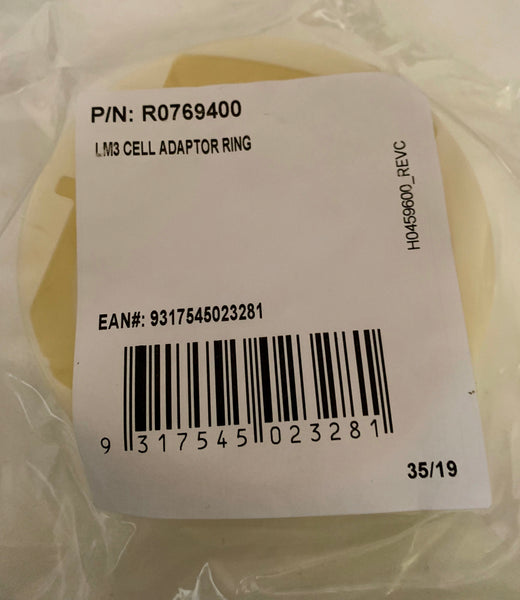 P/N: R0769400
LM3 CELL ADAPTOR RING
H0459600_REVC
EAN#: 9317545023281
9 317545 023281
35/19